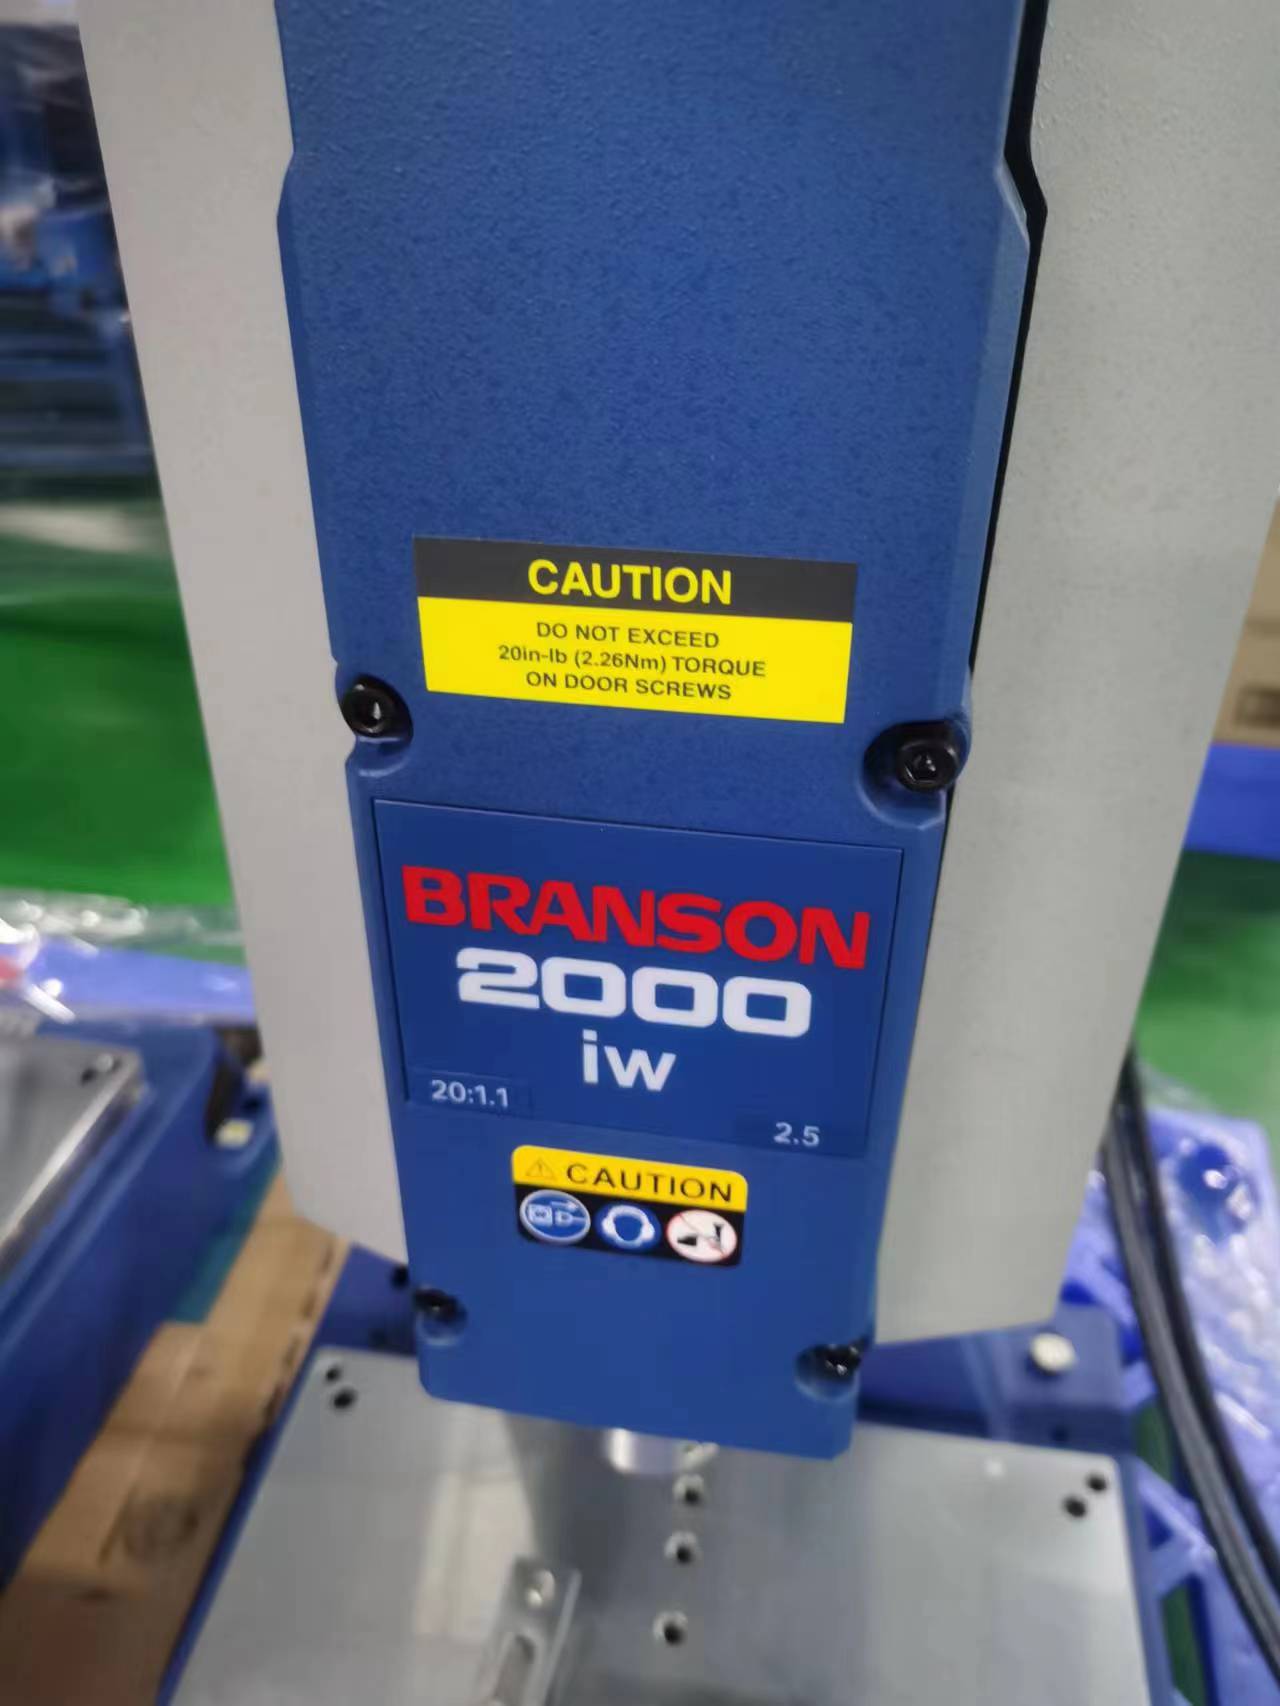 CAUTION
DO NOT EXCEED
20in-lb (2.26Nm) TORQUE
ON DOOR SCREWS
BRANSON
2000
iw
20:1.1
2.5
CAUTION